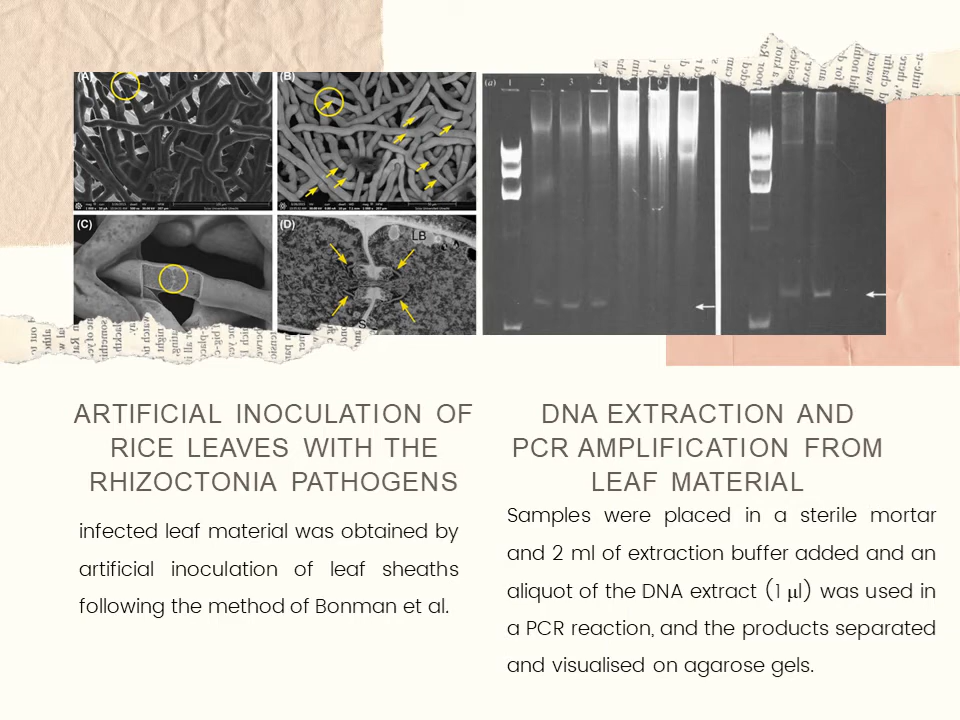 (A)
(B)
(C)
(D)
LB
(a)
1
2
3
4
ARTIFICIAL INOCULATION OF
RICE LEAVES WITH THE
RHIZOCTONIA PATHOGENS
infected leaf material was obtained by
artificial inoculation of leaf sheaths
following the method of Bonman et al.
DNA EXTRACTION AND
PCR AMPLIFICATION FROM
LEAF MATERIAL
Samples were placed in a sterile mortar
and 2 ml of extraction buffer added and an
aliquot of the DNA extract (1 μl) was used in
a PCR reaction, and the products separated
and visualised on agarose gels.